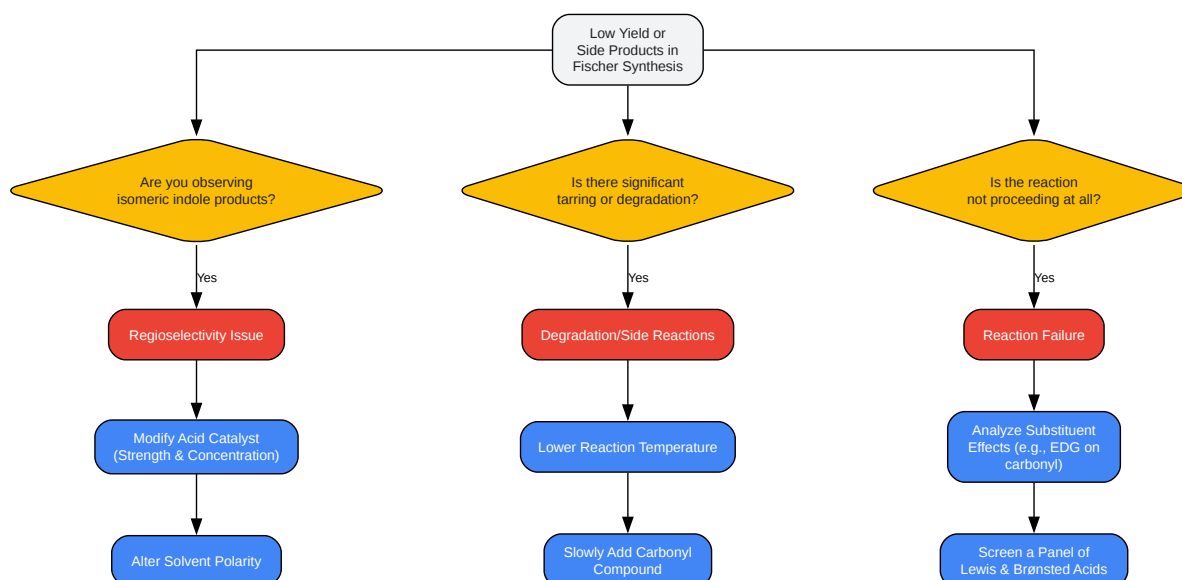 Low Yield or
Side Products in
Fischer Synthesis
Are you observing
isomeric indole products?
Is there significant
tarring or degradation?
Is the reaction
not proceeding at all?
Yes
Yes
Yes
Regioselectivity Issue
Degradation/Side Reactions
Reaction Failure
Modify Acid Catalyst
(Strength & Concentration)
Lower Reaction Temperature
Analyze Substituent
Effects (e.g., EDG on
carbonyl)
Alter Solvent Polarity
Slowly Add Carbonyl
Compound
Screen a Panel of
Lewis & Brønsted Acids